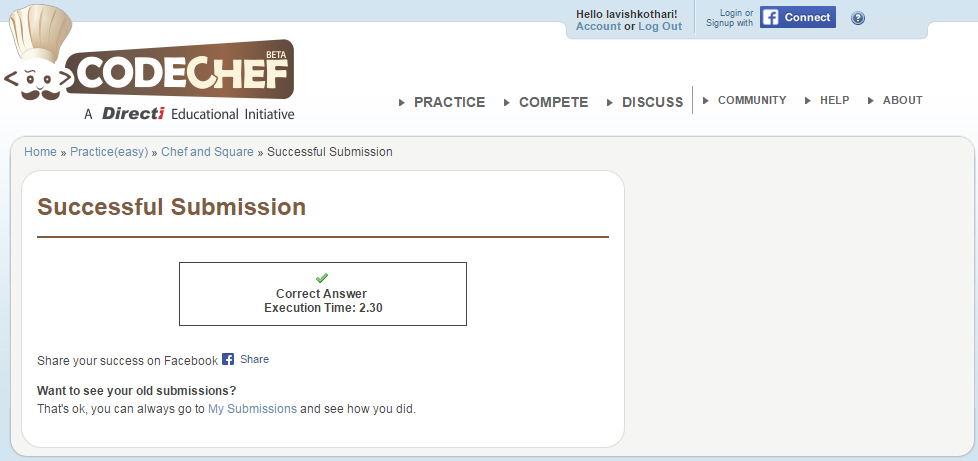 Hello lavishkothari!
Account or Log Out
Login or
Signup with
Connect
?
CODECHEF
BETA
A Directi Educational Initiative
PRACTICE
COMPETE
DISCUSS
COMMUNITY
HELP
ABOUT
Home » Practice(easy) » Chef and Square » Successful Submission
Successful Submission
Correct Answer
Execution Time: 2.30
Share your success on Facebook f Share
Want to see your old submissions?
That's ok, you can always go to My Submissions and see how you did.